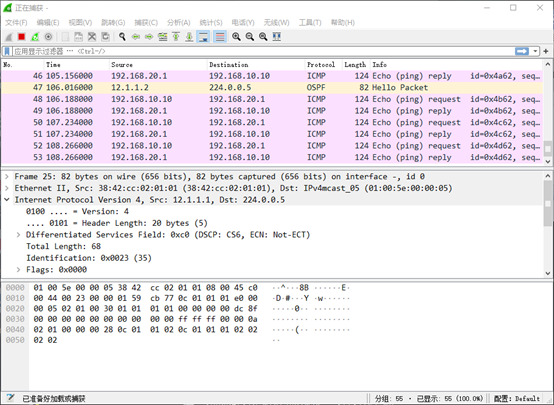 正在捕获 -
文件(F) 编辑(E) 视图(V) 跳转(G) 捕获(C) 分析(A) 统计(S) 电话(Y) 无线(W) 工具(T) 帮助(H)
应用显示过滤器 … <Ctrl-/>
No. Time Source Destination Protocol Length Info
46 105.156000 192.168.20.1 192.168.10.10 ICMP 124 Echo (ping) reply id=0x4a62, seq…
47 106.016000 12.1.1.2 224.0.0.5 OSPF 82 Hello Packet
48 106.188000 192.168.10.10 192.168.20.1 ICMP 124 Echo (ping) request id=0x4b62, seq…
49 106.188000 192.168.20.1 192.168.10.10 ICMP 124 Echo (ping) reply id=0x4b62, seq…
50 107.234000 192.168.10.10 192.168.20.1 ICMP 124 Echo (ping) request id=0x4c62, seq…
51 107.234000 192.168.20.1 192.168.10.10 ICMP 124 Echo (ping) reply id=0x4c62, seq…
52 108.266000 192.168.10.10 192.168.20.1 ICMP 124 Echo (ping) request id=0x4d62, seq…
53 108.266000 192.168.20.1 192.168.10.10 ICMP 124 Echo (ping) reply id=0x4d62, seq…
Frame 25: 82 bytes on wire (656 bits), 82 bytes captured (656 bits) on interface -, id 0
Ethernet II, Src: 38:42:cc:02:01:01 (38:42:cc:02:01:01), Dst: IPv4mcast_05 (01:00:5e:00:00:05)
Internet Protocol Version 4, Src: 12.1.1.1, Dst: 224.0.0.5
0100 .... = Version: 4
.... 0101 = Header Length: 20 bytes (5)
Differentiated Services Field: 0xc0 (DSCP: CS6, ECN: Not-ECT)
Total Length: 68
Identification: 0x0023 (35)
Flags: 0x0000
0000 01 00 5e 00 00 05 38 42 cc 02 01 01 08 00 45 c0 ··^···8B ······E·
0010 00 44 00 23 00 00 01 59 cb 77 0c 01 01 01 e0 00 ·D·#···Y ·w······
0020 00 05 02 01 00 30 01 01 01 01 00 00 00 00 dc 8f ·····0·· ········
0030 00 00 00 00 00 00 00 00 00 00 ff ff ff 00 00 0a ········ ········
0040 02 01 00 00 00 28 0c 01 01 02 0c 01 01 01 02 02 ·····(·· ········
0050 02 02 ··
已准备好加载或捕获 分组: 55 · 已显示: 55 (100.0%) 配置: Default